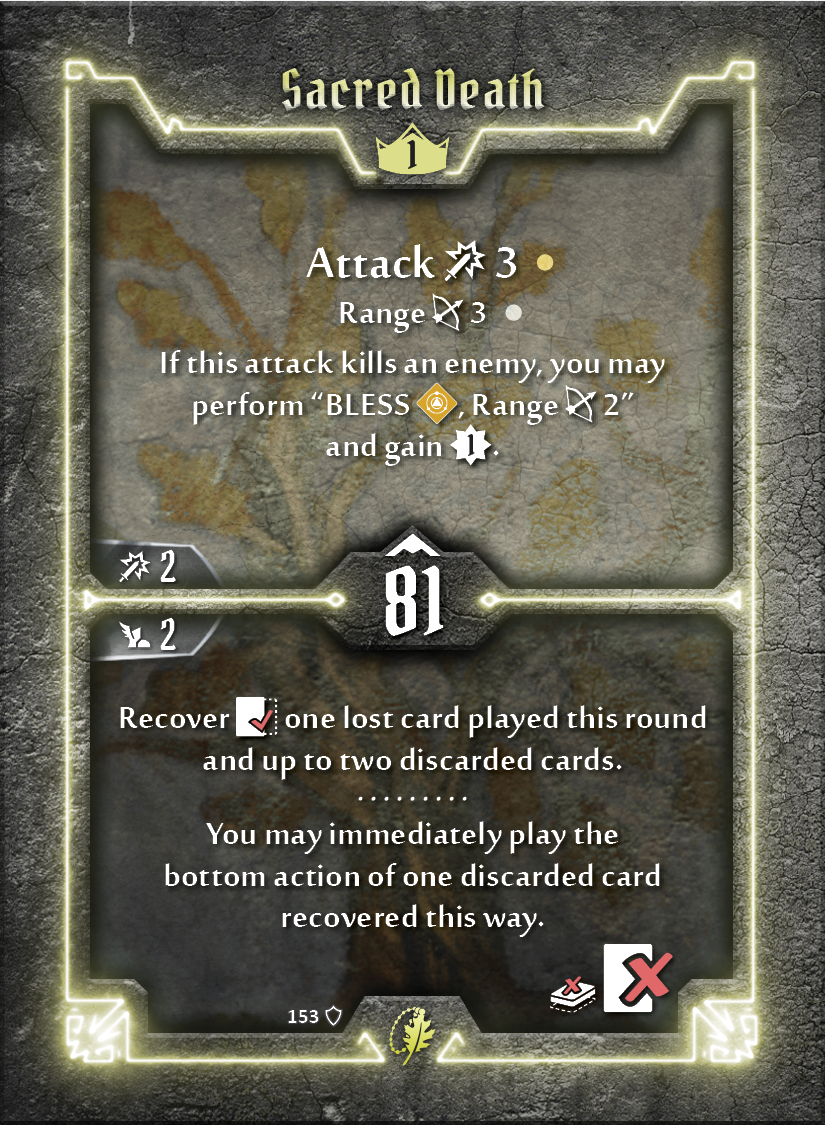 Sacred Death
1
Attack 3
Range 3
If this attack kills an enemy, you may
perform “BLESS , Range 2”
and gain 1.
2
81
2
Recover one lost card played this round
and up to two discarded cards.
.........
You may immediately play the
bottom action of one discarded card
recovered this way.
153